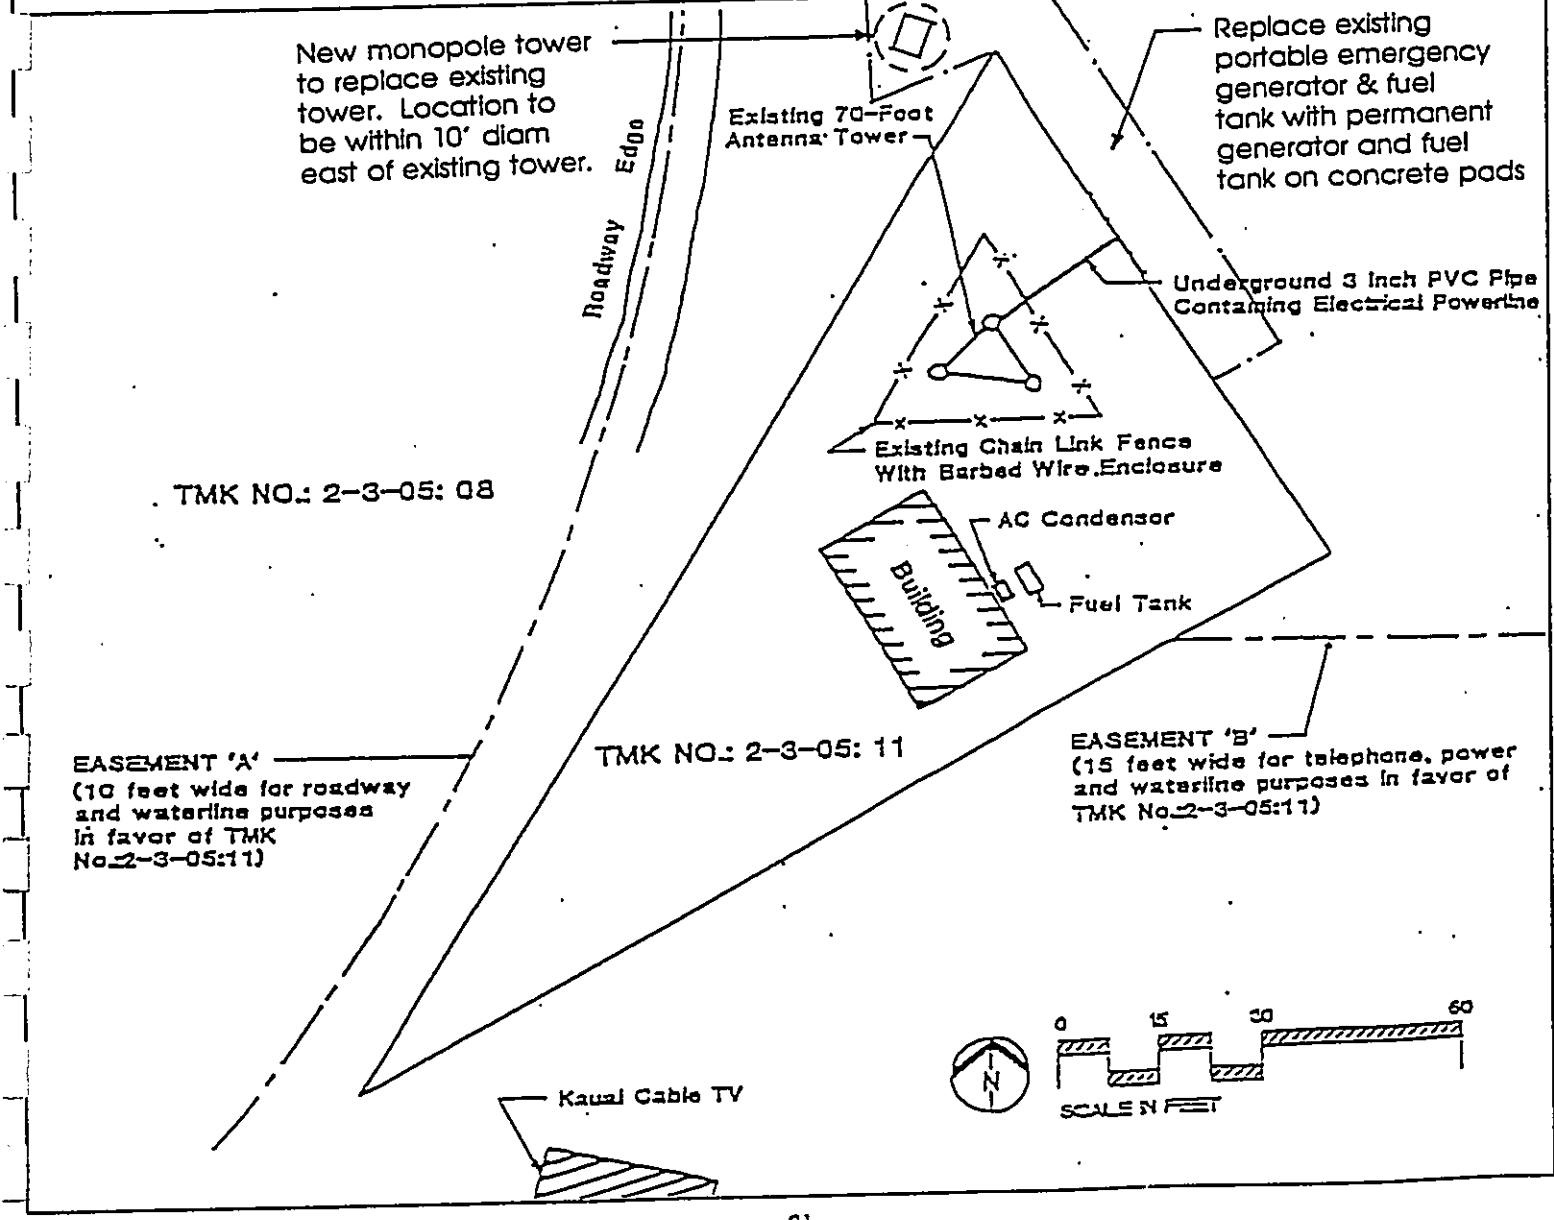 New monopole tower
to replace existing
tower. Location to
be within 10' diam
east of existing tower.
Replace existing
portable emergency
generator & fuel
tank with permanent
generator and fuel
tank on concrete pads
Existing 70-Foot
Antenna Tower
Roadway Edge
Underground 3 Inch PVC Pipe
Containing Electrical Powerline
Existing Chain Link Fence
With Barbed Wire Enclosure
TMK NO.: 2-3-05: 08
AC Condensor
Building
Fuel Tank
TMK NO.: 2-3-05: 11
EASEMENT 'A'
(10 feet wide for roadway
and waterline purposes
in favor of TMK
No.:2-3-05:11)
EASEMENT 'B'
(15 feet wide for telephone, power
and waterline purposes in favor of
TMK No.:2-3-05:11)
0 15 30 60
N
SCALE IN FEET
Kauai Cable TV